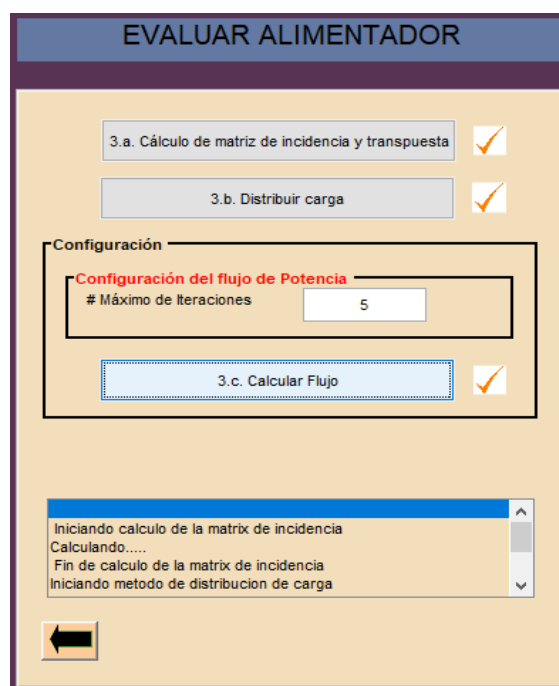 EVALUAR ALIMENTADOR
3.a. Cálculo de matriz de incidencia y transpuesta
3.b. Distribuir carga
Configuración
Configuración del flujo de Potencia
# Máximo de Iteraciones
5
3.c. Calcular Flujo
Iniciando calculo de la matrix de incidencia
Calculando.....
Fin de calculo de la matrix de incidencia
Iniciando metodo de distribucion de carga